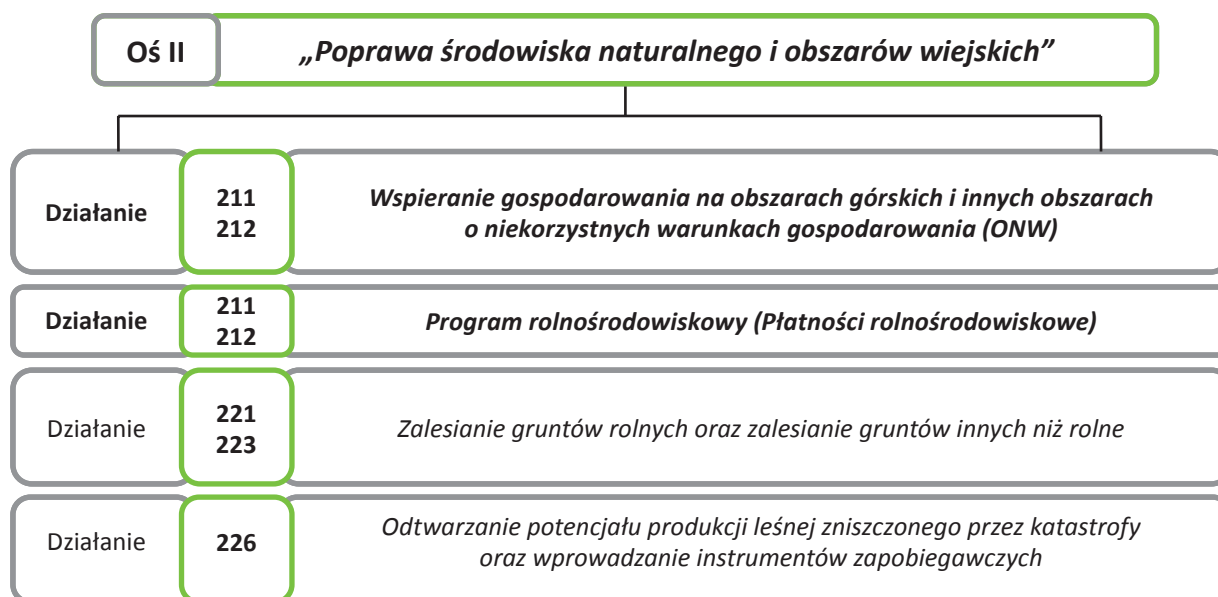 Oś II „Poprawa środowiska naturalnego i obszarów wiejskich”
Działanie
211
212
Wspieranie gospodarowania na obszarach górskich i innych obszarach
o niekorzystnych warunkach gospodarowania (ONW)
Działanie
211
212
Program rolnośrodowiskowy (Płatności rolnośrodowiskowe)
Działanie
221
223
Zalesianie gruntów rolnych oraz zalesianie gruntów innych niż rolne
Działanie
226
Odtwarzanie potencjału produkcji leśnej zniszczonego przez katastrofy
oraz wprowadzanie instrumentów zapobiegawczych